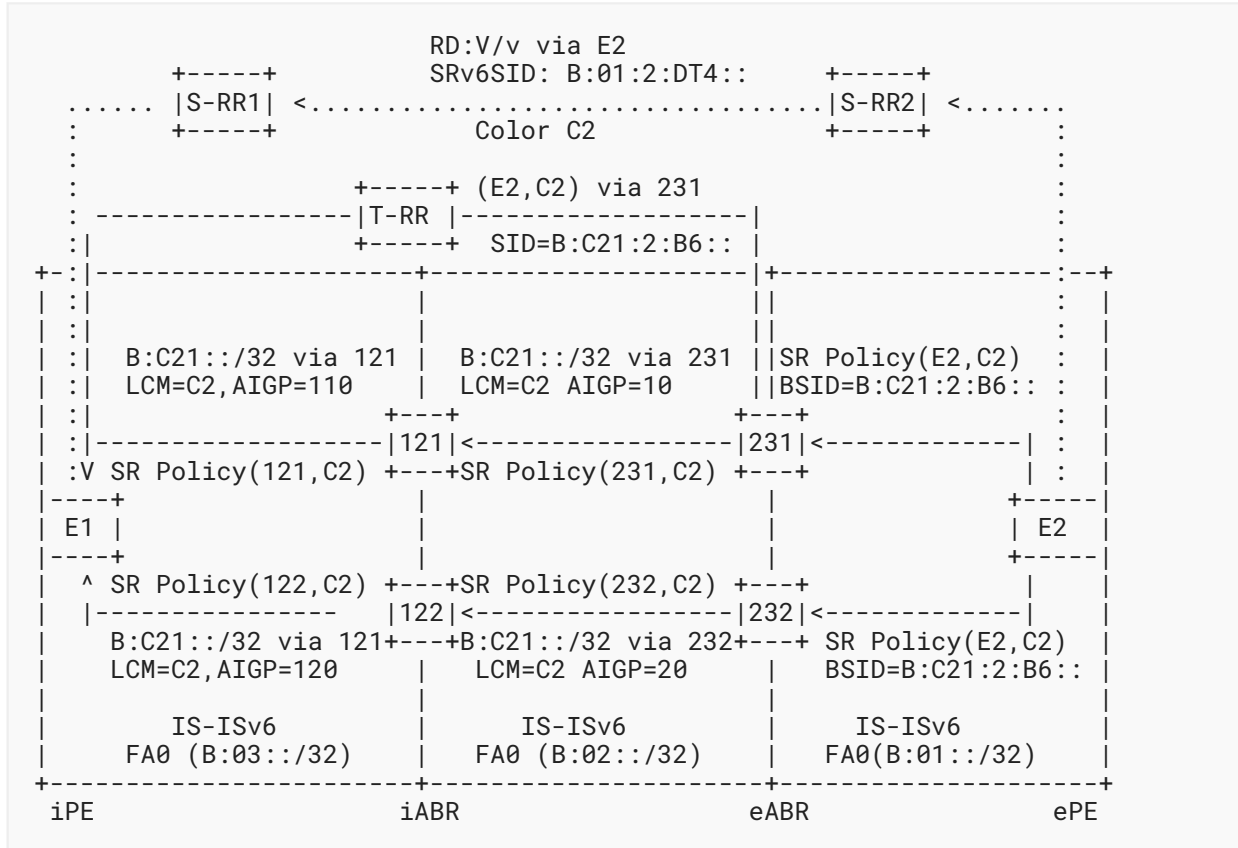 RD:V/v via E2
SRv6SID: B:01:2:DT4::
S-RR1 S-RR2
Color C2
(E2,C2) via 231
T-RR
SID=B:C21:2:B6::
B:C21::/32 via 121 B:C21::/32 via 231 SR Policy(E2,C2)
LCM=C2,AIGP=110 LCM=C2 AIGP=10 BSID=B:C21:2:B6::
121 231
SR Policy(121,C2) SR Policy(231,C2)
E1 E2
SR Policy(122,C2) SR Policy(232,C2)
122 232
B:C21::/32 via 121 B:C21::/32 via 232 SR Policy(E2,C2)
LCM=C2,AIGP=120 LCM=C2 AIGP=20 BSID=B:C21:2:B6::
IS-ISv6 IS-ISv6 IS-ISv6
FA0 (B:03::/32) FA0 (B:02::/32) FA0(B:01::/32)
iPE iABR eABR ePE